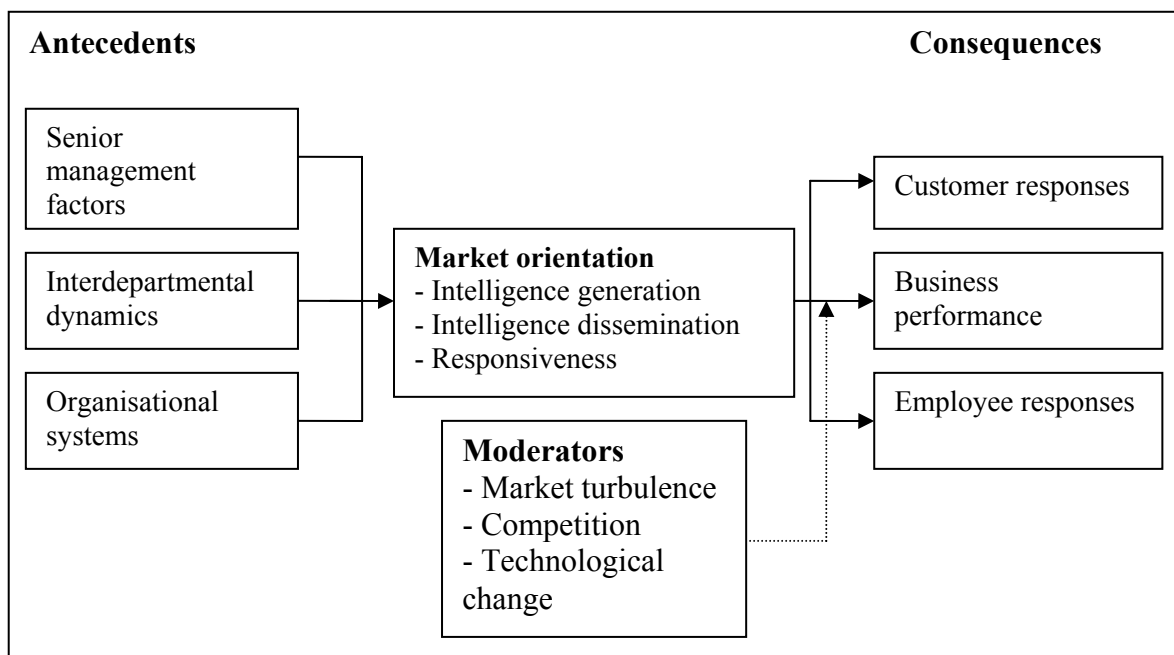 Antecedents
Consequences
Senior
management
factors
Interdepartmental
dynamics
Organisational
systems
Market orientation
- Intelligence generation
- Intelligence dissemination
- Responsiveness
Moderators
- Market turbulence
- Competition
- Technological
change
Customer responses
Business
performance
Employee responses